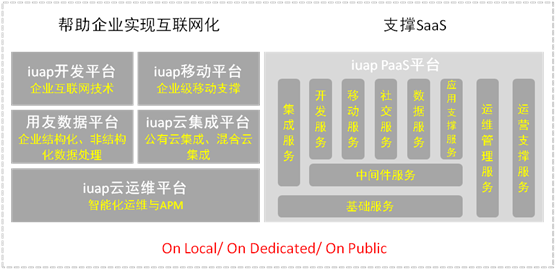 帮助企业实现互联网化
支撑SaaS
iuap开发平台
企业互联网技术
iuap移动平台
企业级移动支撑
用友数据平台
企业结构化、非结构
化数据处理
iuap云集成平台
公有云集成、混合云
集成
iuap云运维平台
智能化运维与APM
iuap PaaS平台
集成服务
开发服务
移动服务
社交服务
数据服务
应用支撑服务
运维管理服务
运营支撑服务
中间件服务
基础服务
On Local/ On Dedicated/ On Public